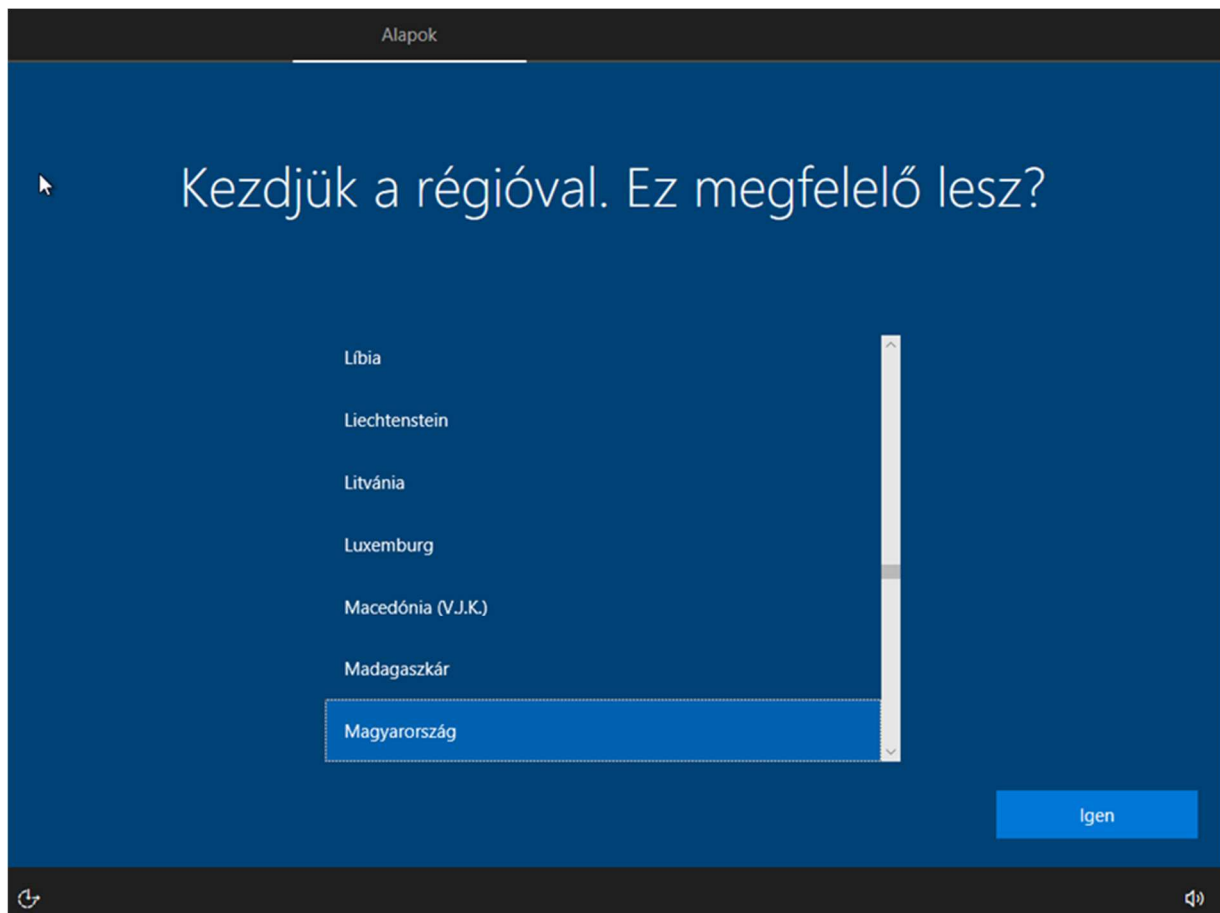 Alapok
Kezdjük a régióval. Ez megfelelő lesz?
Líbia
Liechtenstein
Litvánia
Luxemburg
Macedónia (V.J.K.)
Madagaszkár
Magyarország
Igen